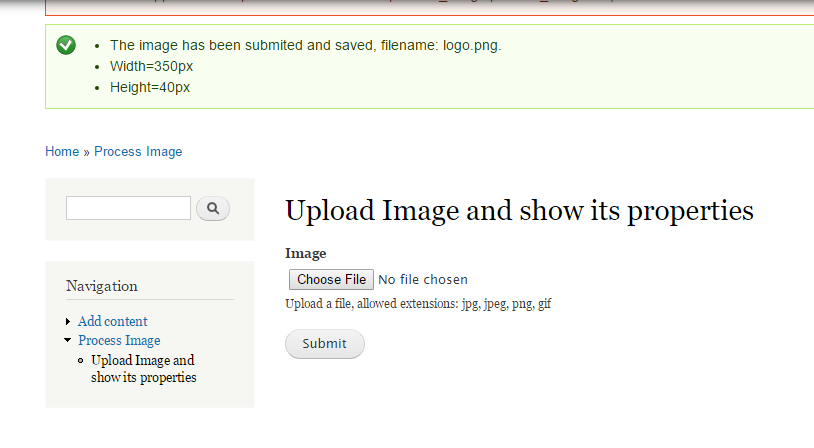 The image has been submited and saved, filename: logo.png.
Width=350px
Height=40px
Home » Process Image
Upload Image and show its properties
Image
Choose File No file chosen
Upload a file, allowed extensions: jpg, jpeg, png, gif
Submit
Navigation
Add content
Process Image
Upload Image and
show its properties